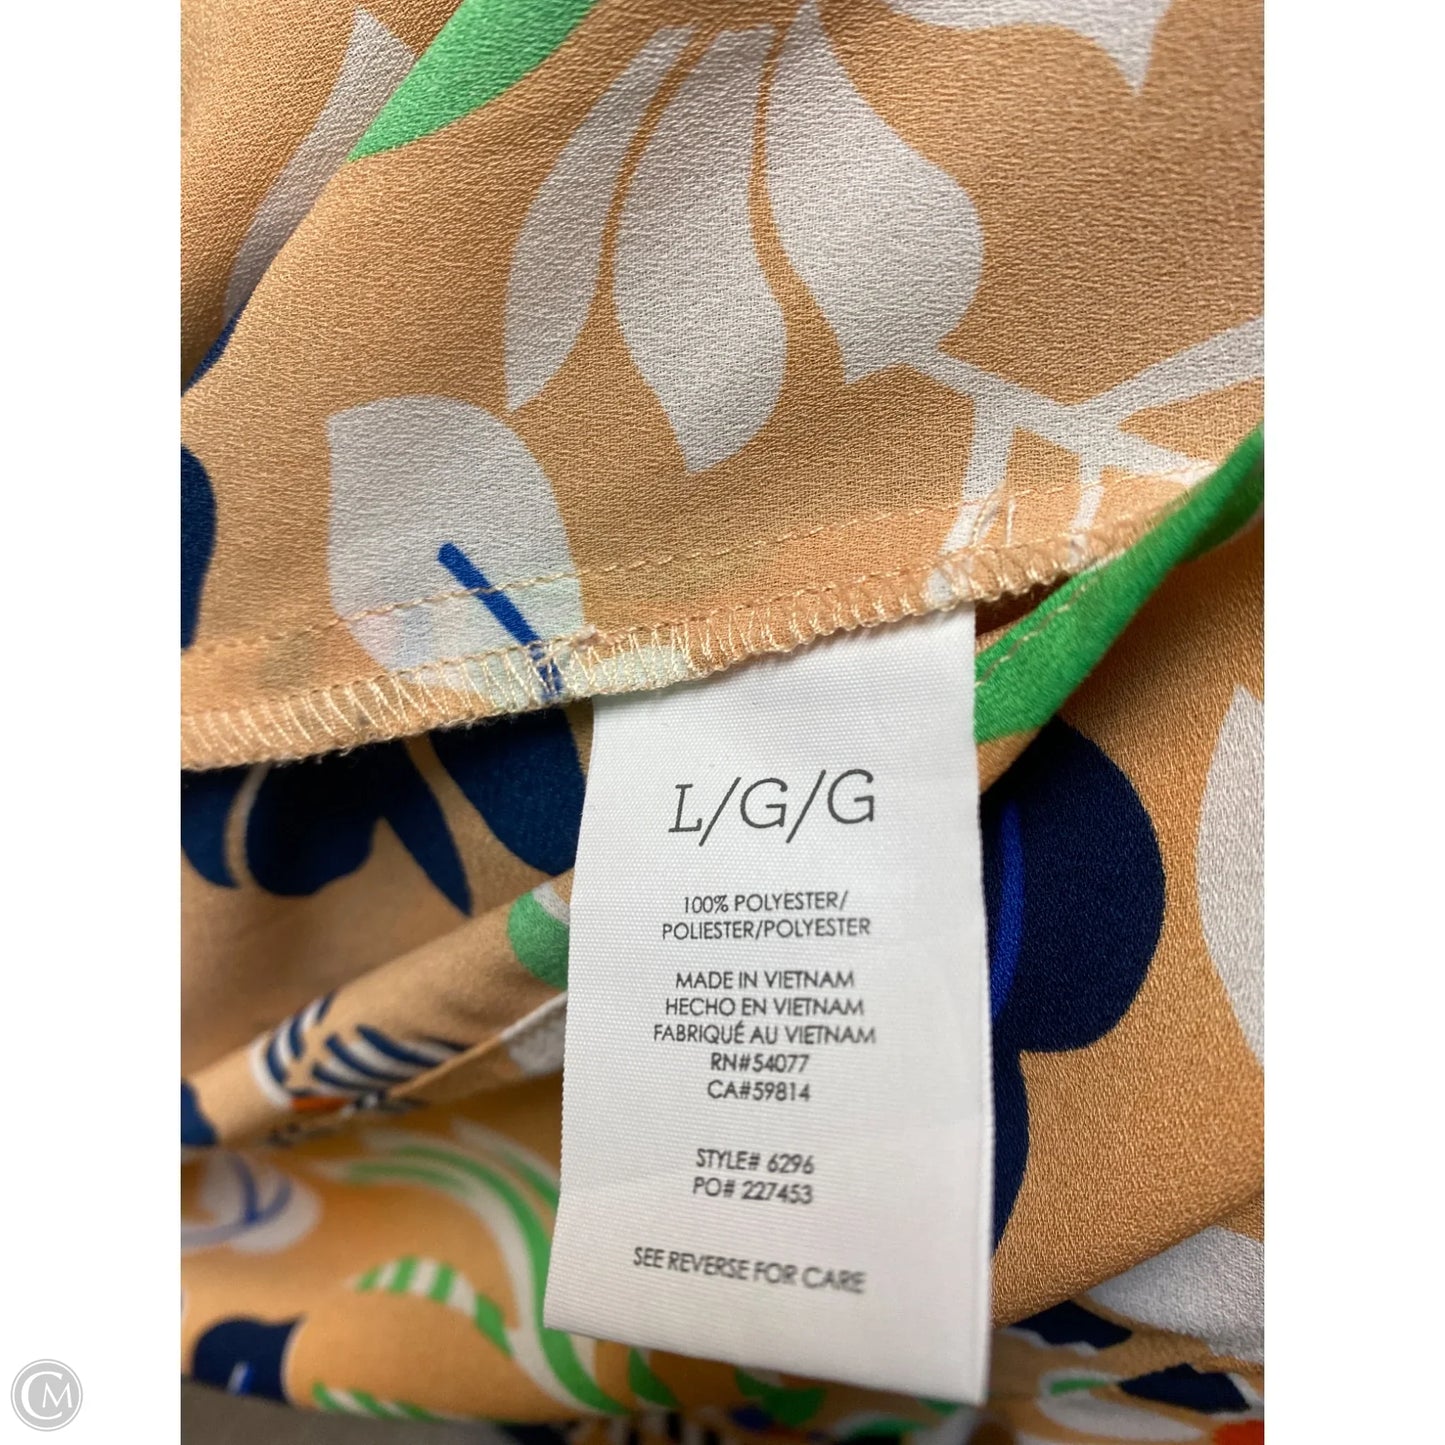 L/G/G
100% POLYESTER/
POLIESTER/POLYESTER
MADE IN VIETNAM
HECHO EN VIETNAM
FABRIQUÉ AU VIETNAM
RN#54077
CA#59814
STYLE# 6296
PO# 227453
SEE REVERSE FOR CARE
CM